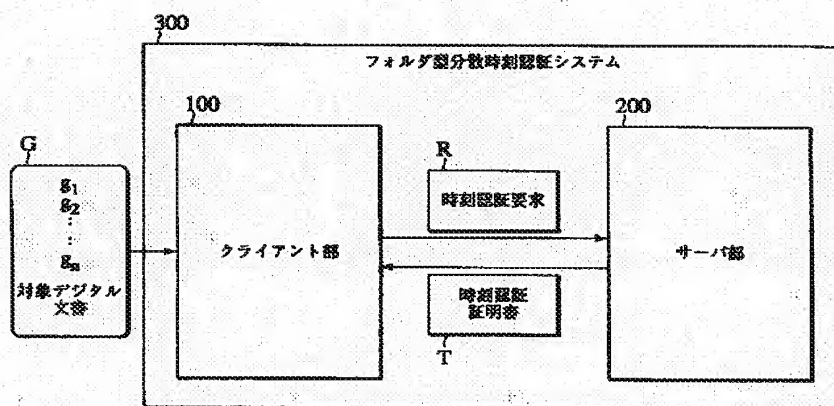 300
フォルダ型分散時刻認証システム
100
200
G
R
g1
g2
:
:
gn
対象デジタル
文書
クライアント部
時刻認証要求
サーバ部
時刻認証
証明書
T